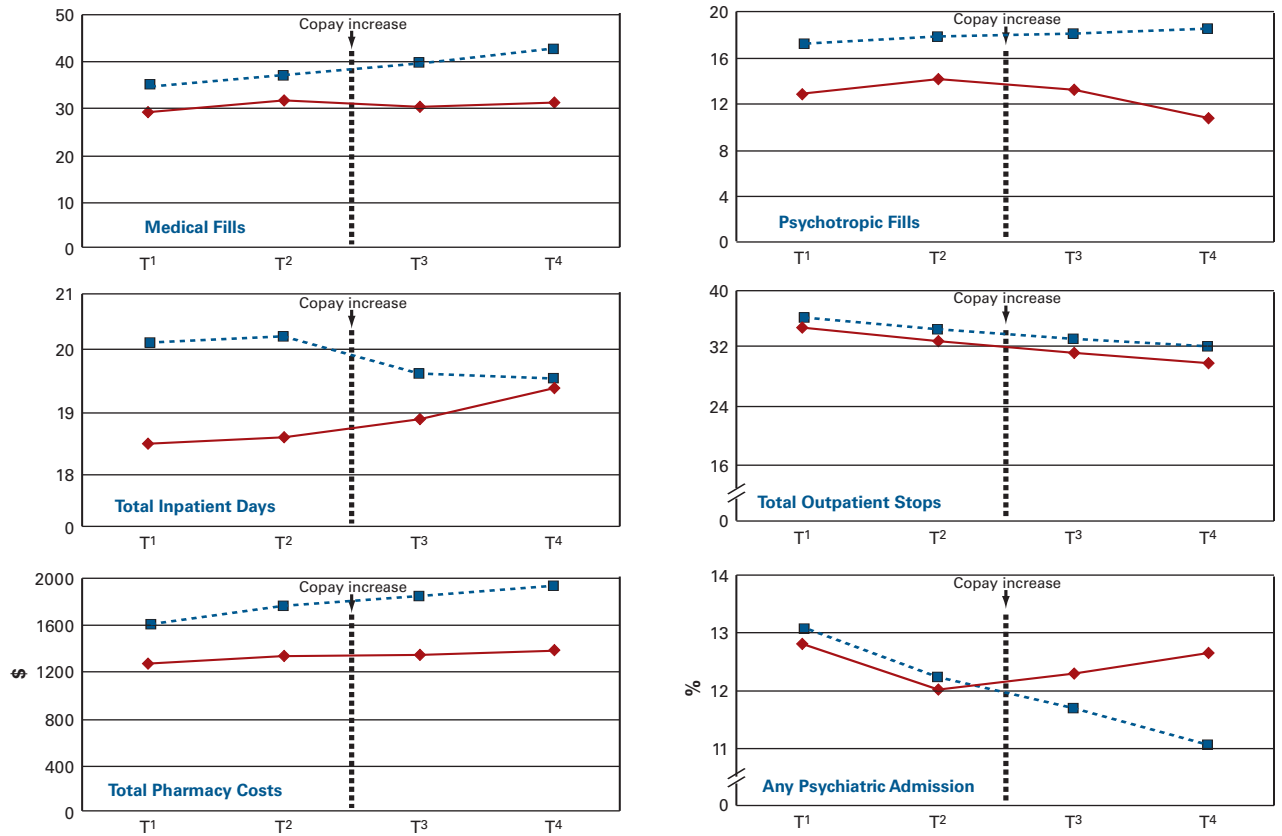 50
40
30
20
10
0
Copay increase
Medical Fills
T1 T2 T3 T4
20
16
12
8
4
0
Copay increase
Psychotropic Fills
T1 T2 T3 T4
21
20
19
18
0
Copay increase
Total Inpatient Days
T1 T2 T3 T4
40
32
24
16
0
Copay increase
Total Outpatient Stops
T1 T2 T3 T4
$
2000
1600
1200
800
400
0
Copay increase
Total Pharmacy Costs
T1 T2 T3 T4
%
14
13
12
11
0
Copay increase
Any Psychiatric Admission
T1 T2 T3 T4